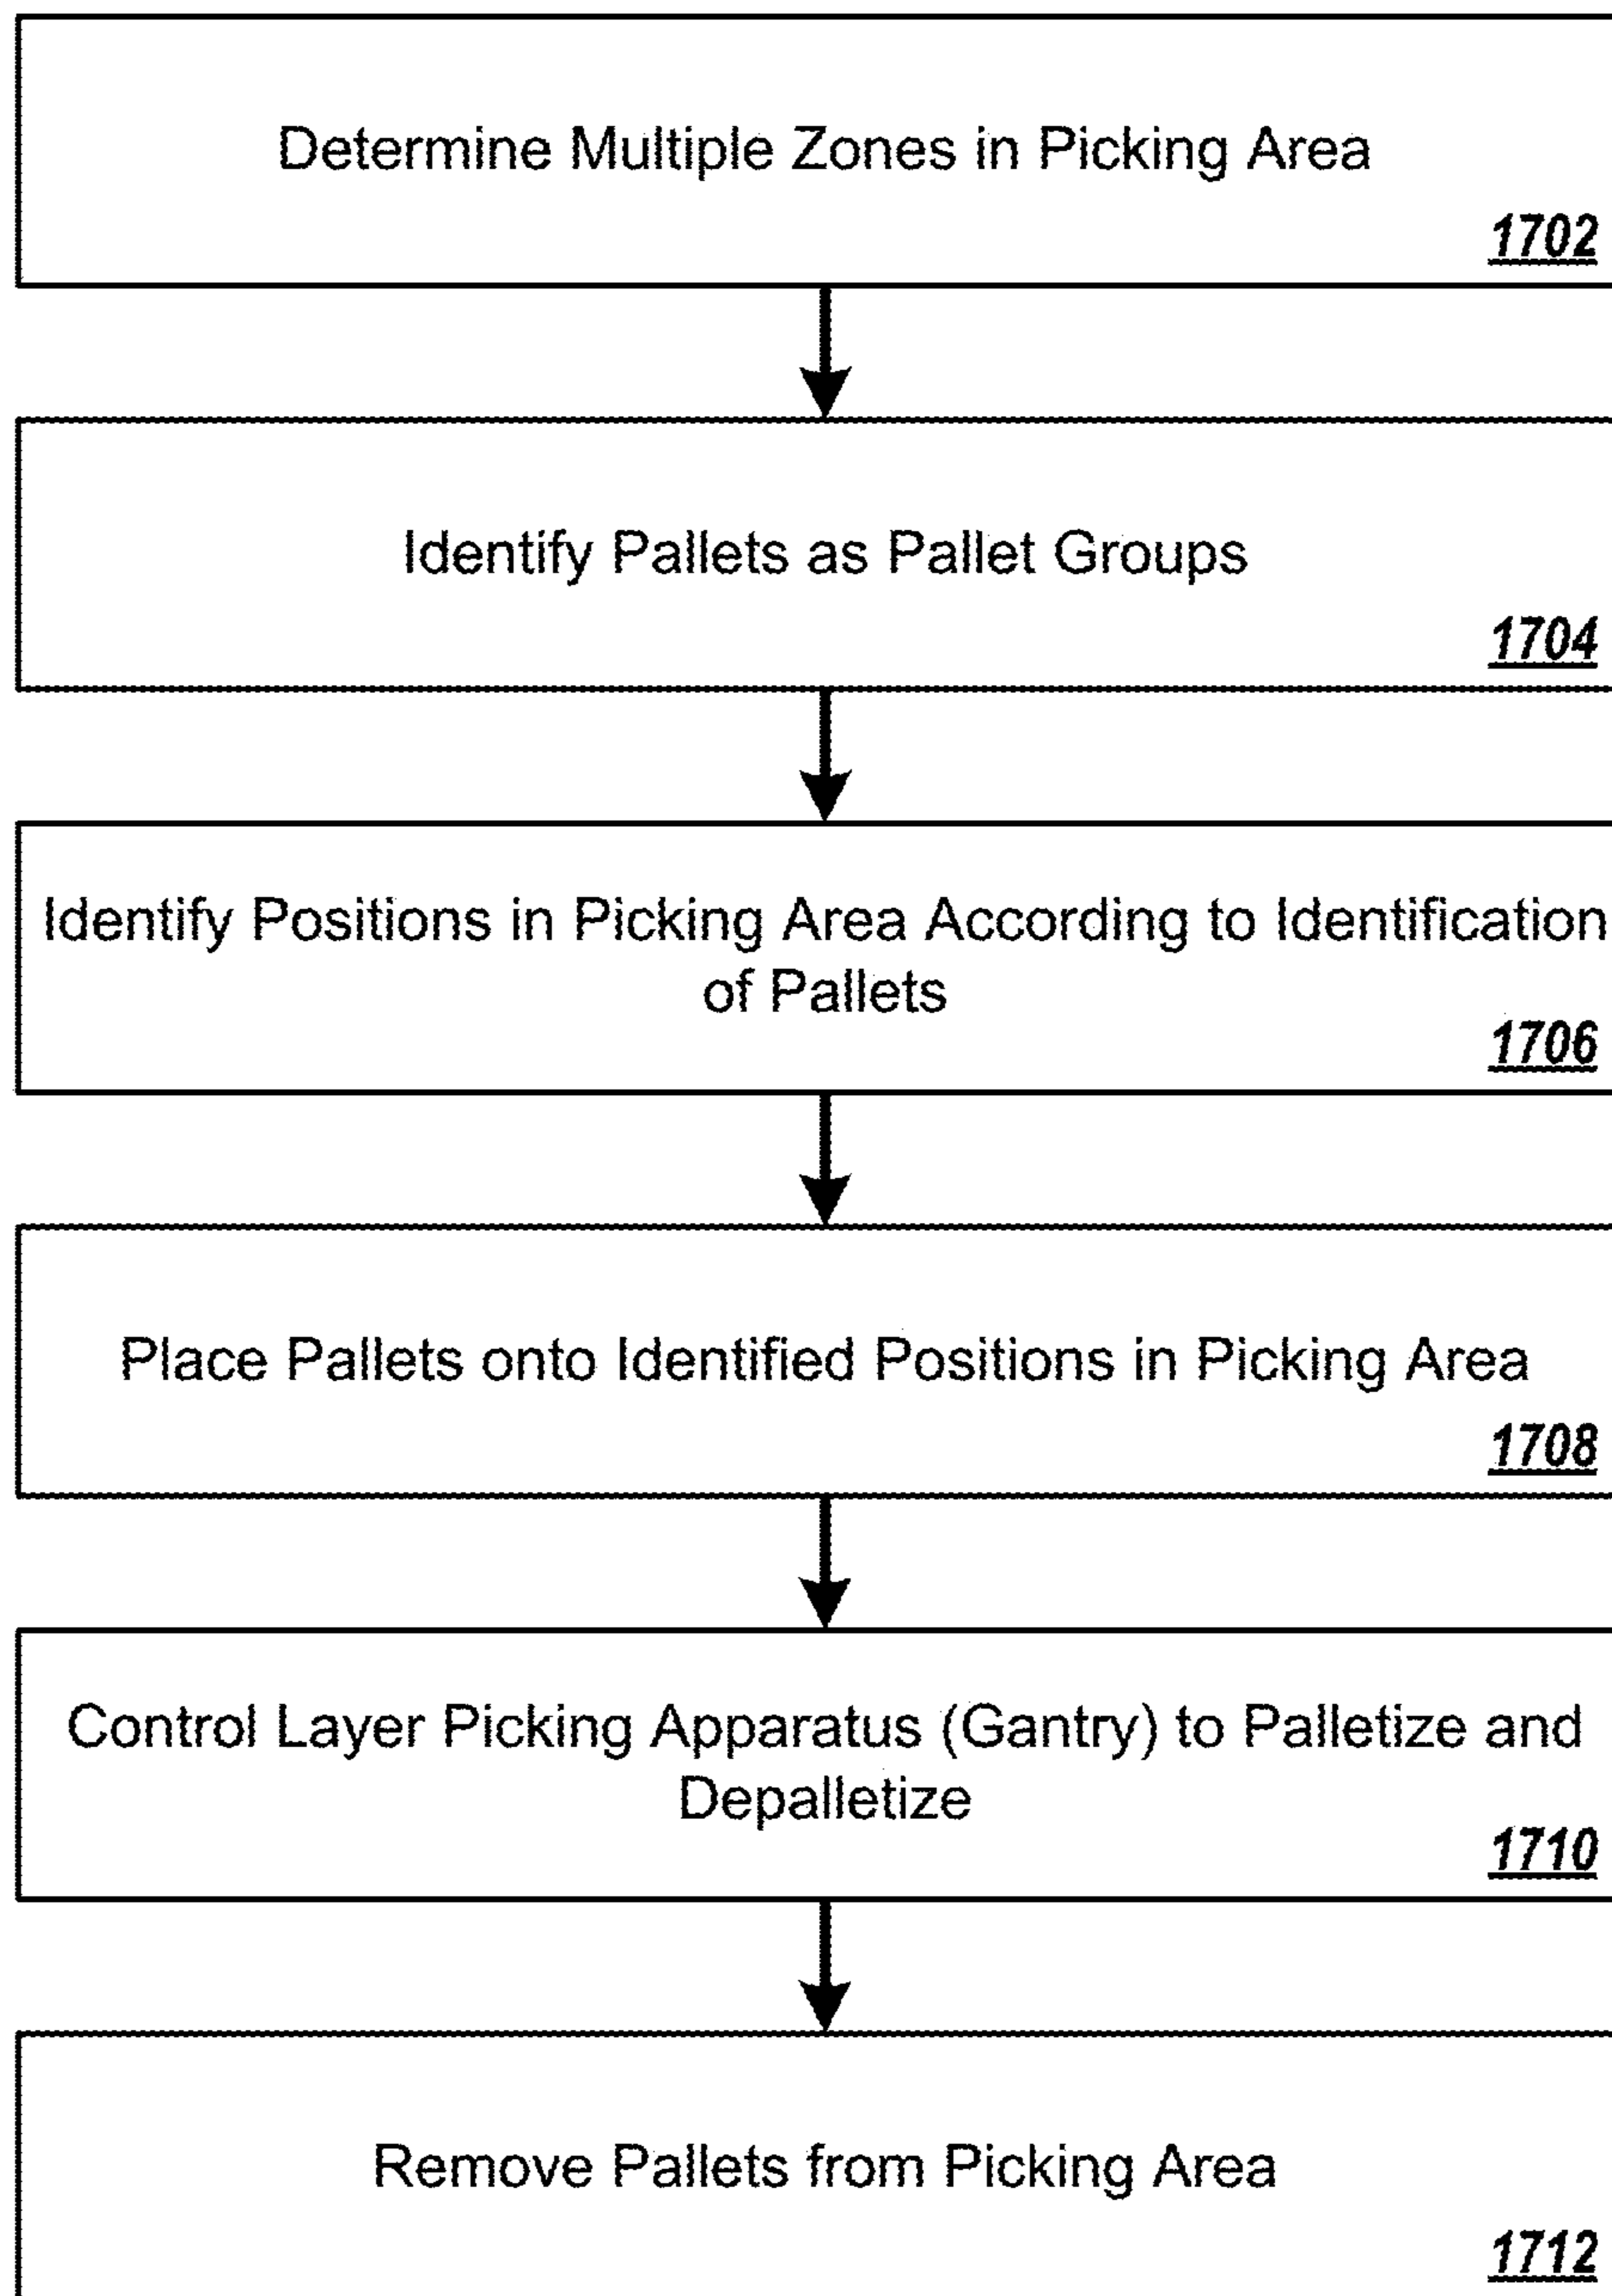 Determine Multiple Zones in Picking Area
1702
Identify Pallets as Pallet Groups
1704
Identify Positions in Picking Area According to Identification
of Pallets
1706
Place Pallets onto Identified Positions in Picking Area
1708
Control Layer Picking Apparatus (Gantry) to Palletize and
Depalletize
1710
Remove Pallets from Picking Area
1712